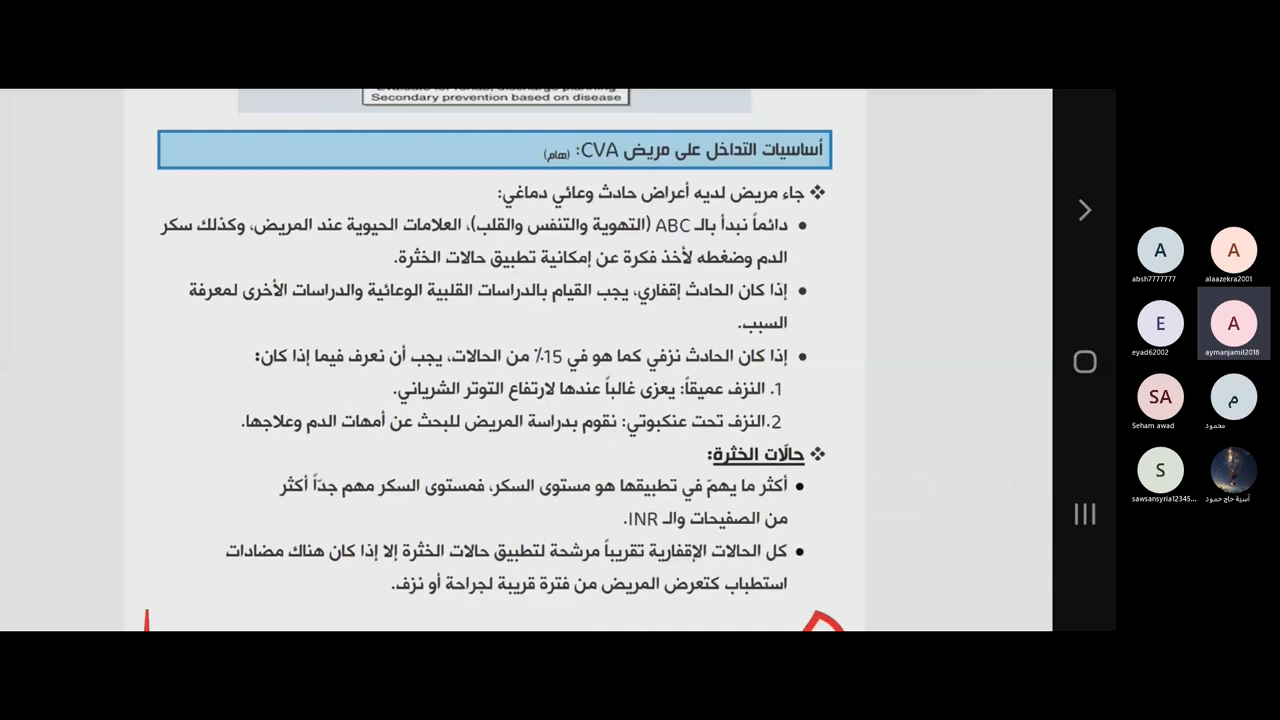 Evaluate for rehab, discharge planning
Secondary prevention based on disease
أساسيات التداخل على مريض CVA: (هام)
❖ جاء مريض لديه أعراض حادث وعائي دماغي:
● دائماً نبدأ بالـ ABC (التهوية والتنفس والقلب)، العلامات الحيوية عند المريض، وكذلك سكر
الدم وضغطه لأخذ فكرة عن إمكانية تطبيق حالات الخثرة.
● إذا كان الحادث إقفاري، يجب القيام بالدراسات القلبية الوعائية والدراسات الأخرى لمعرفة
السبب.
● إذا كان الحادث نزفي كما هو في 15٪ من الحالات، يجب أن نعرف فيما إذا كان:
1. النزف عميقاً: يعزى غالباً عندها لارتفاع التوتر الشرياني.
2.النزف تحت عنكبوتي: نقوم بدراسة المريض للبحث عن أمهات الدم وعلاجها.
❖ حالّات الخثرة:
● أكثر ما يهمّ في تطبيقها هو مستوى السكر، فمستوى السكر مهم جدّاً أكثر
من الصفيحات والـ INR.
● كل الحالات الإقفارية تقريباً مرشحة لتطبيق حالات الخثرة إلا إذا كان هناك مضادات
استطباب كتعرض المريض من فترة قريبة لجراحة أو نزف.
A
absh7777777
A
alaazekra2001
E
eyad62002
A
aymanjamil2018
SA
Seham awad
م
محمود
S
sawsansyria12345...
آسية حاج حمود